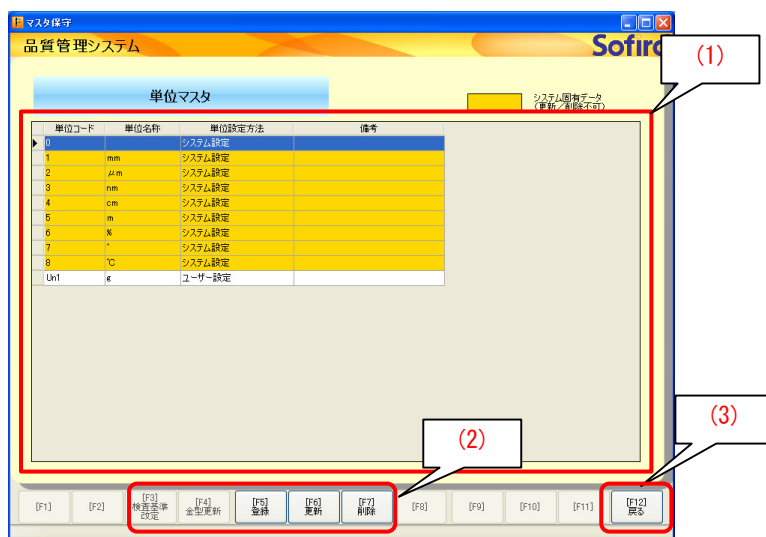 マスタ保守
品質管理システム
Sofiro
(1)
単位マスタ
システム固有データ
(更新/削除不可)
単位コード 単位名称 単位設定方法 備考
0 システム設定
1 mm システム設定
2 μm システム設定
3 nm システム設定
4 cm システム設定
5 m システム設定
6 % システム設定
7 ° システム設定
8 ℃ システム設定
Un1 g ユーザー設定
(2)
(3)
[F1] [F2] [F3] 検査基準 改定 [F4] 金型更新 [F5] 登録 [F6] 更新 [F7] 削除 [F8] [F9] [F10] [F11] [F12] 戻る